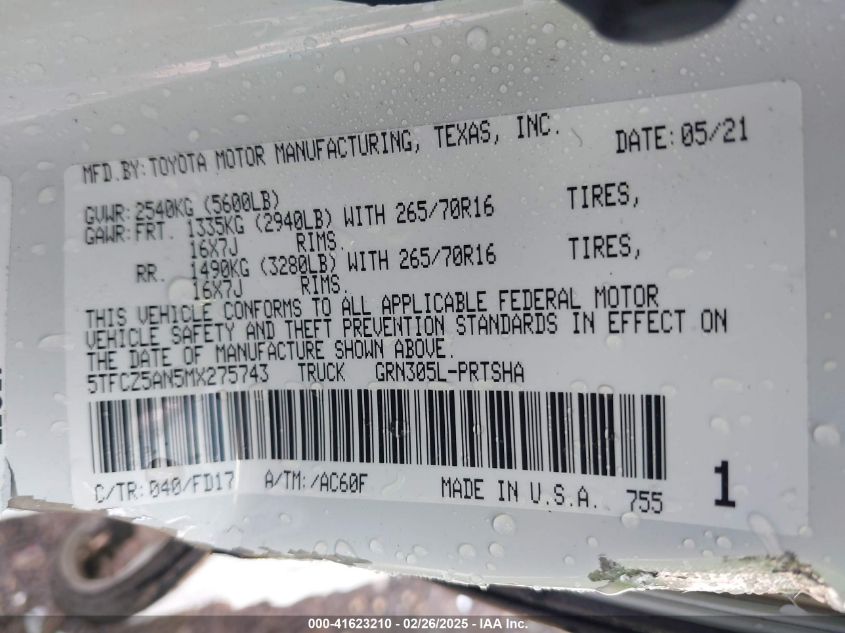 MFD.BY:TOYOTA MOTOR MANUFACTURING, TEXAS, INC. DATE:05/21
GVWR:2540KG (5600LB)
GAWR:FRT. 1335KG (2940LB) WITH 265/70R16 TIRES,
16X7J RIMS.
RR. 1490KG (3280LB) WITH 265/70R16 TIRES,
16X7J RIMS.
THIS VEHICLE CONFORMS TO ALL APPLICABLE FEDERAL MOTOR
VEHICLE SAFETY AND THEFT PREVENTION STANDARDS IN EFFECT ON
THE DATE OF MANUFACTURE SHOWN ABOVE.
5TFCZ5AN5MX275743 TRUCK GRN305L-PRTSHA
C/TR:040/FD17 A/TM:/AC60F MADE IN U.S.A. 755 1
000-41623210 - 02/26/2025 - IAA Inc.